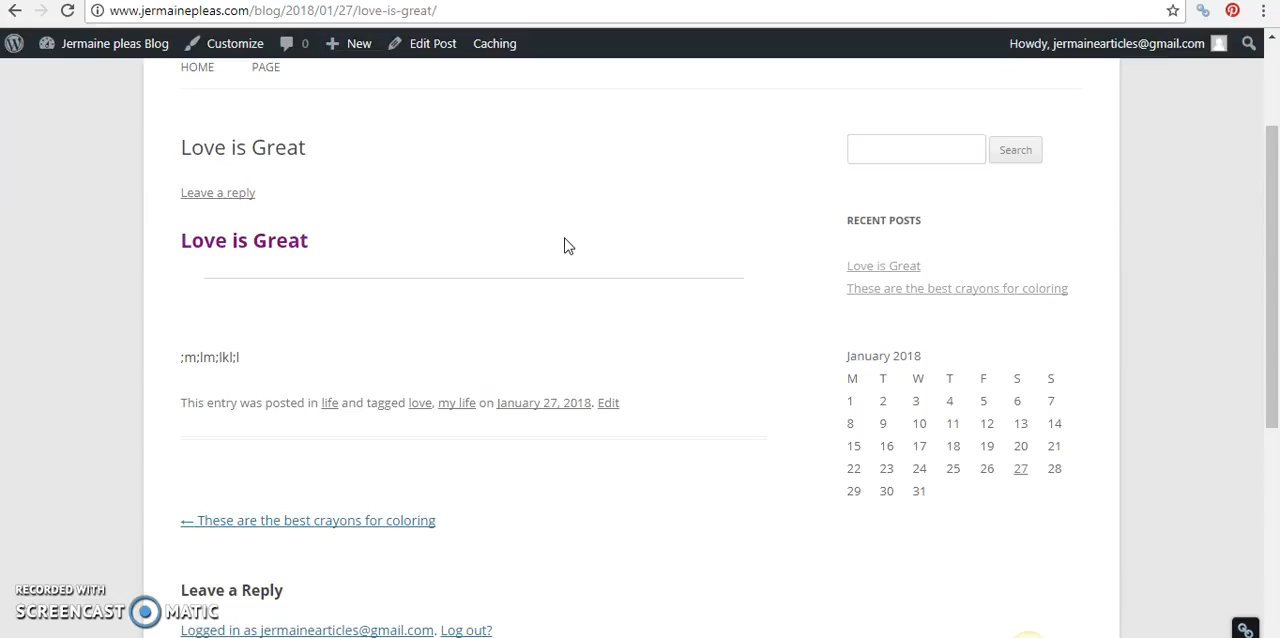 www.jermainepleas.com/blog/2018/01/27/love-is-great/
Jermaine pleas Blog Customize 0 New Edit Post Caching Howdy, jermainearticles@gmail.com
HOME PAGE
Love is Great
Search
Leave a reply
RECENT POSTS
Love is Great
Love is Great
These are the best crayons for coloring
;m;lm;lkl;l
January 2018
M T W T F S S
This entry was posted in life and tagged love, my life on January 27, 2018. Edit
1 2 3 4 5 6 7
8 9 10 11 12 13 14
15 16 17 18 19 20 21
22 23 24 25 26 27 28
29 30 31
← These are the best crayons for coloring
Leave a Reply
Logged in as jermainearticles@gmail.com. Log out?
RECORDED WITH
SCREENCAST MATIC